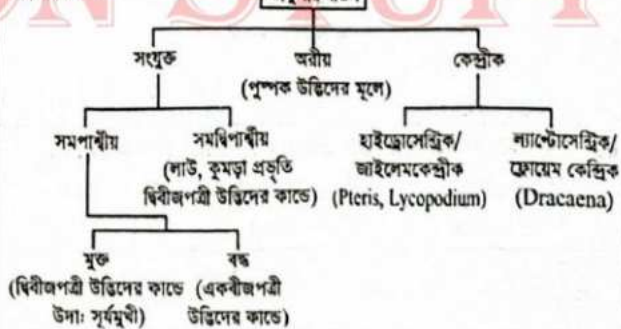 সংযুক্ত অরীয় কেন্দ্রীক
(পুষ্পক উদ্ভিদের মূলে)
সমপার্শ্বীয় সমদ্বিপার্শ্বীয় হাইড্রোসেন্ট্রিক/ ল্যাপ্টোসেন্ট্রিক/
(লাউ, কুমড়া প্রভৃতি জাইলেমকেন্দ্রীক ফ্লোয়েম কেন্দ্রিক
দ্বিবীজপত্রী উদ্ভিদের কান্ডে) (Pteris, Lycopodium) (Dracaena)
মুক্ত বদ্ধ
(দ্বিবীজপত্রী উদ্ভিদের কান্ডে (একবীজপত্রী
উদা: সূর্যমুখী) উদ্ভিদের কান্ডে)